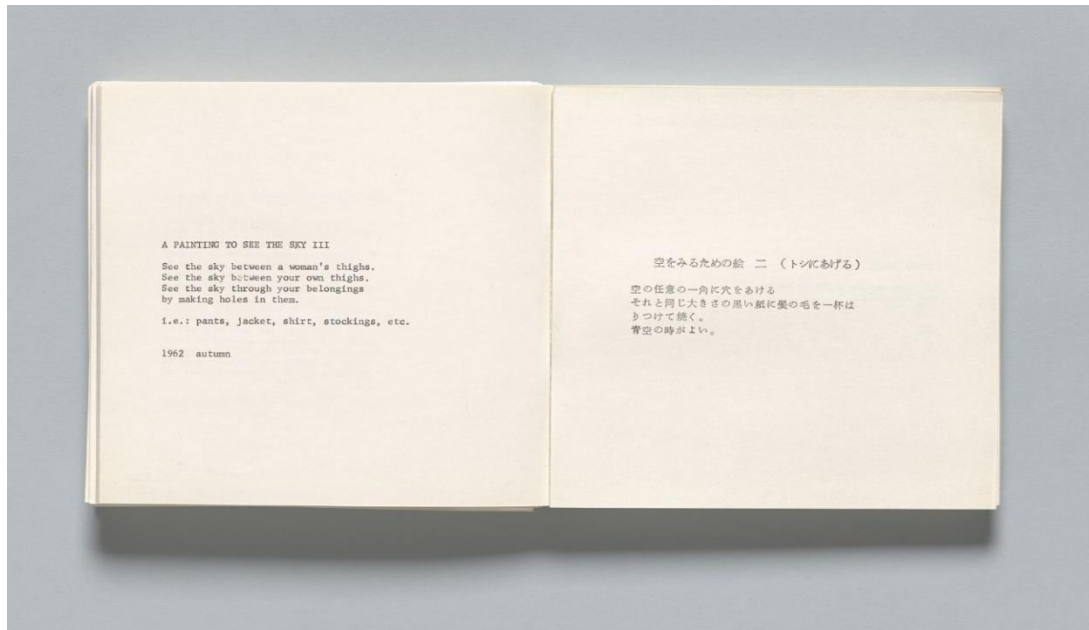 A PAINTING TO SEE THE SKY III
See the sky between a woman's thighs.
See the sky between your own thighs.
See the sky through your belongings
by making holes in them.
i.e.: pants, jacket, shirt, stockings, etc.
1962 autumn
空をみるための絵 二 (トシにあげる)
空の任意の一角に穴をあける
それと同じ大きさの黒い紙に髪の毛を一杯は
りつけて焼く。
青空の時がよい。